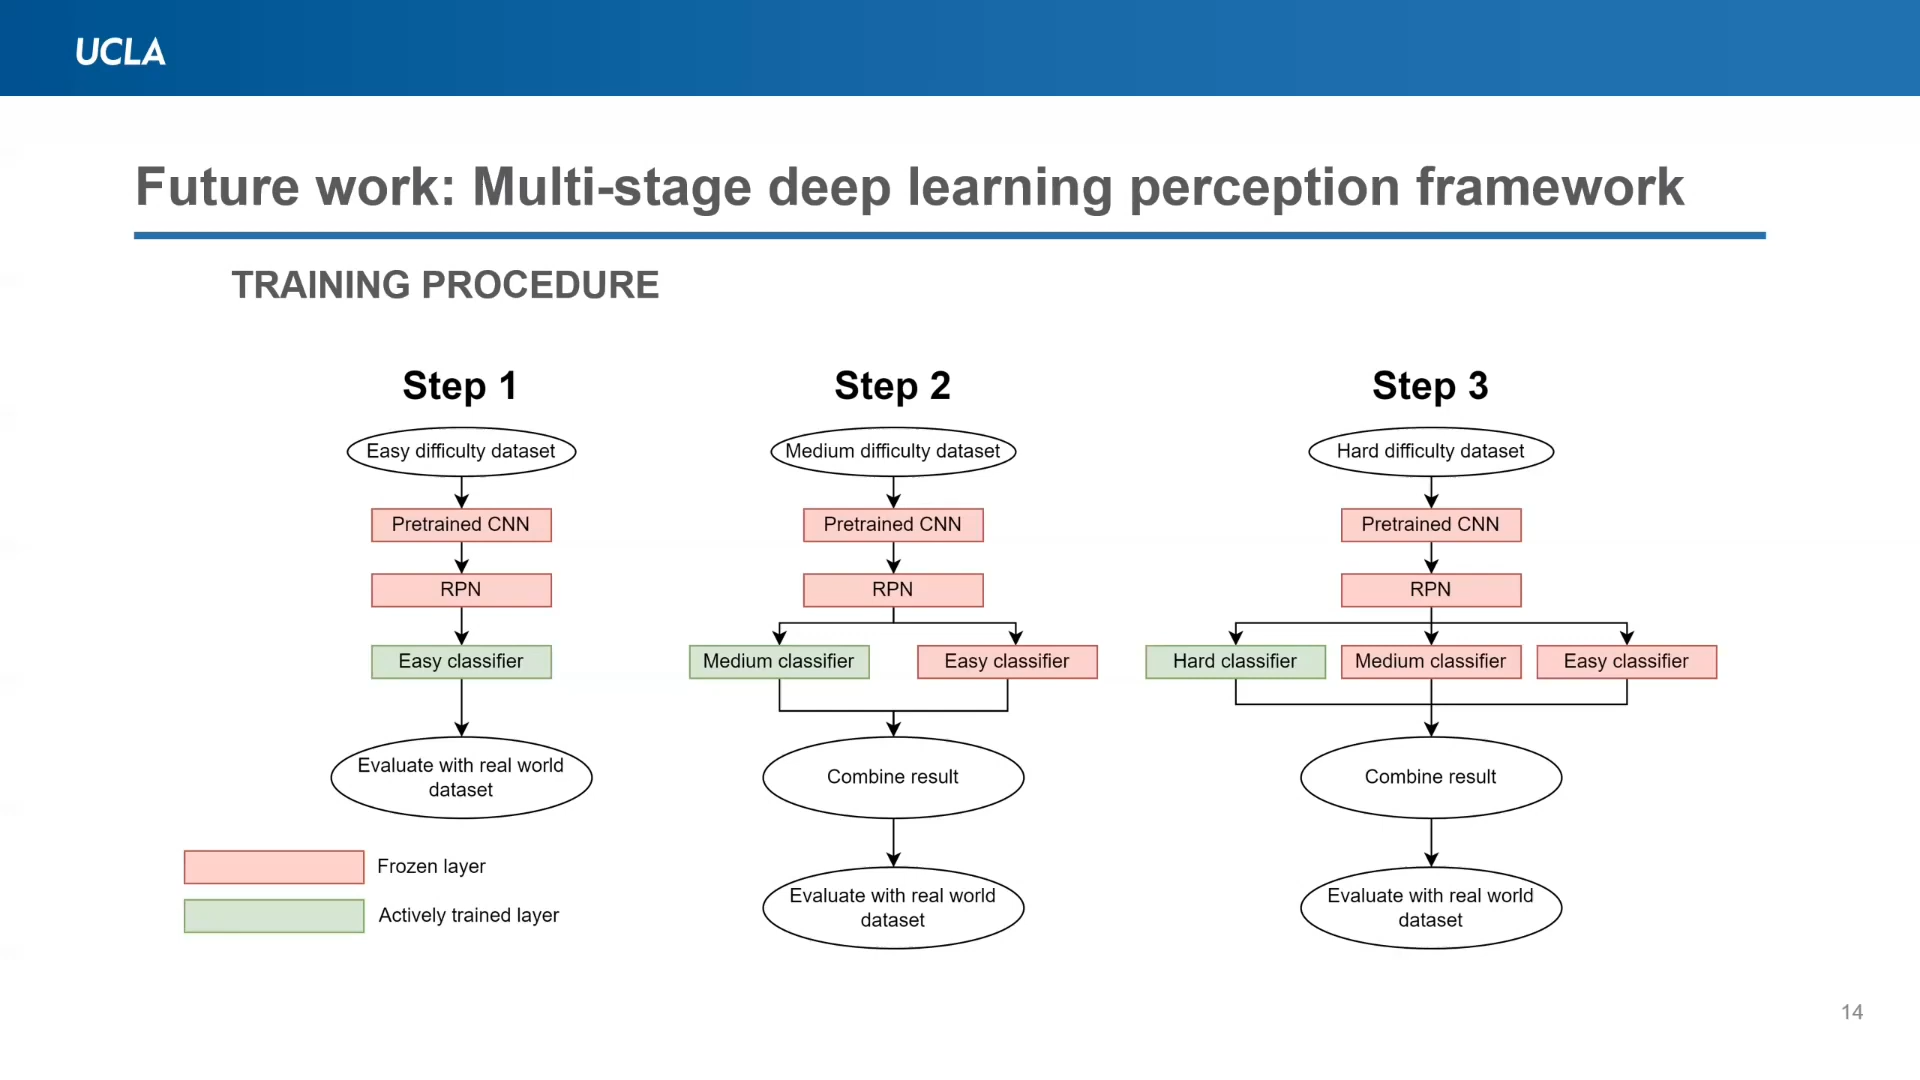 UCLA
Future work: Multi-stage deep learning perception framework
TRAINING PROCEDURE
Step 1
Easy difficulty dataset
Pretrained CNN
RPN
Easy classifier
Evaluate with real world
dataset
Frozen layer
Actively trained layer
Step 2
Medium difficulty dataset
Pretrained CNN
RPN
Medium classifier
Easy classifier
Combine result
Evaluate with real world
dataset
Step 3
Hard difficulty dataset
Pretrained CNN
RPN
Hard classifier
Medium classifier
Easy classifier
Combine result
Evaluate with real world
dataset
14